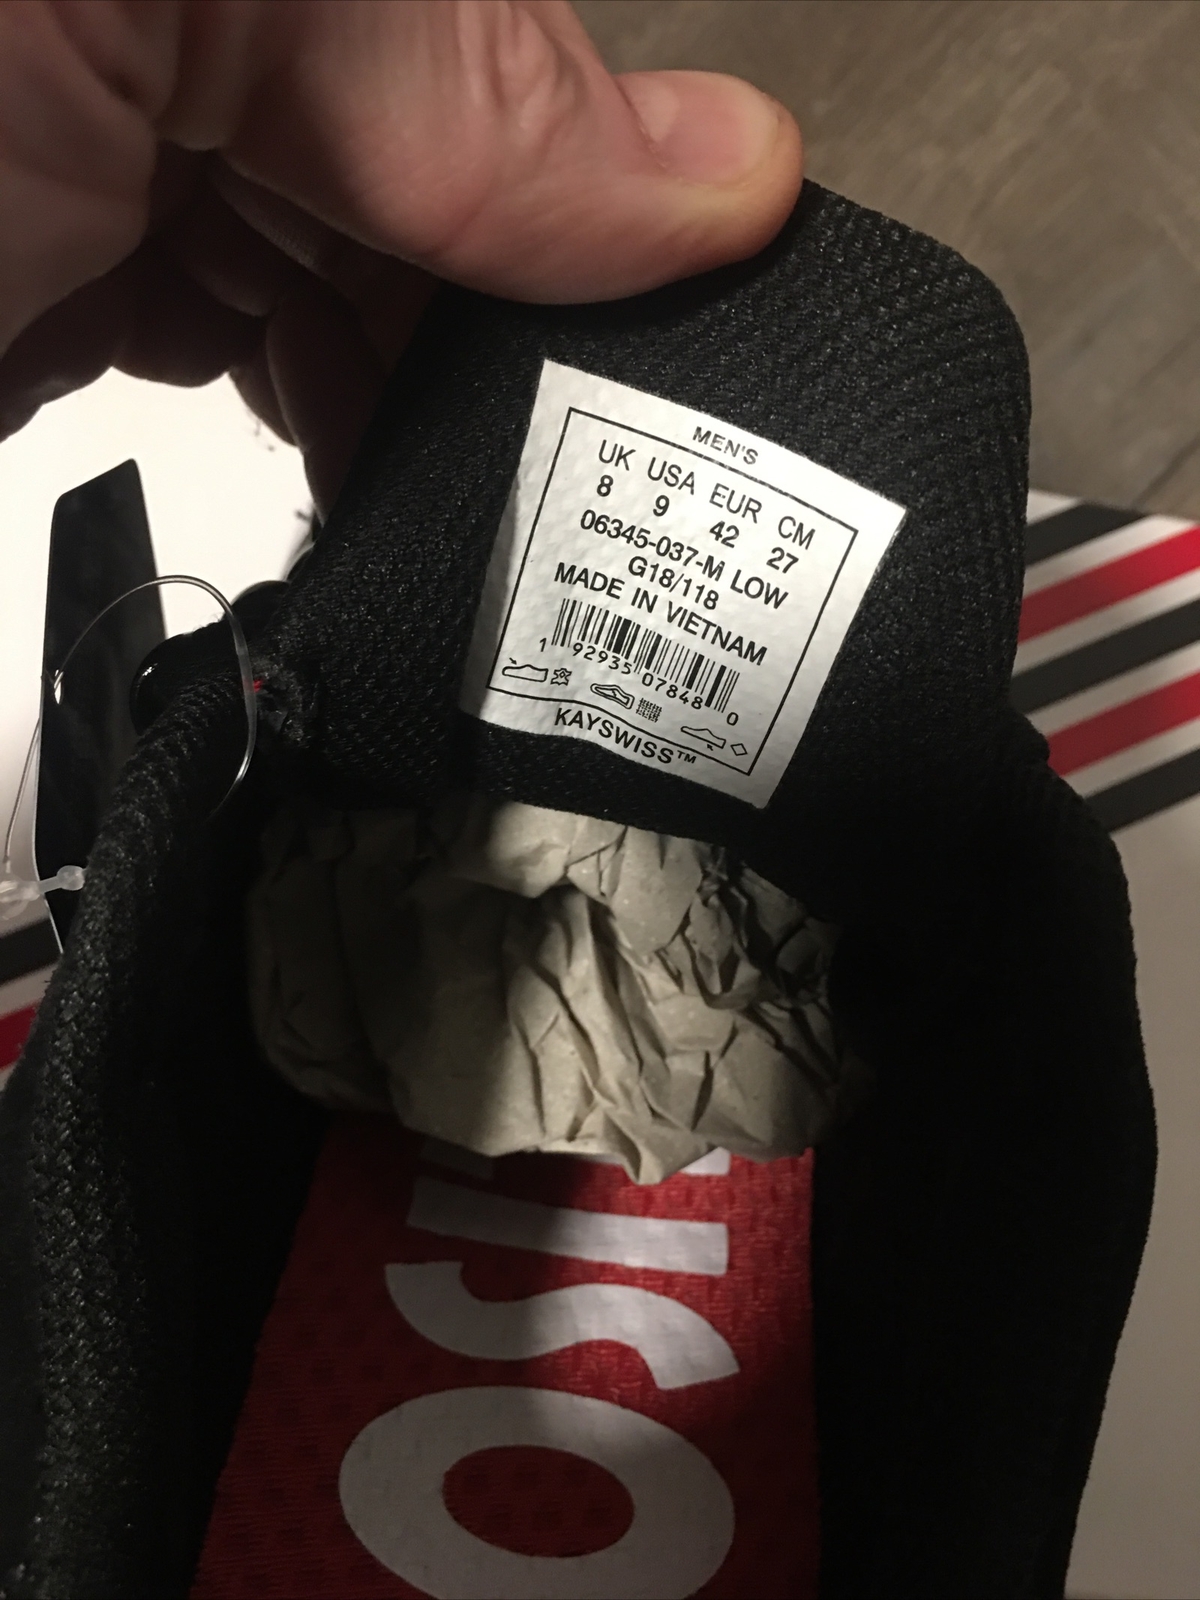 MEN'S
UK USA EUR CM
8 9 42 27
06345-037-M LOW
G18/118
MADE IN VIETNAM
1 92935 07848 0
KAYSWISS™